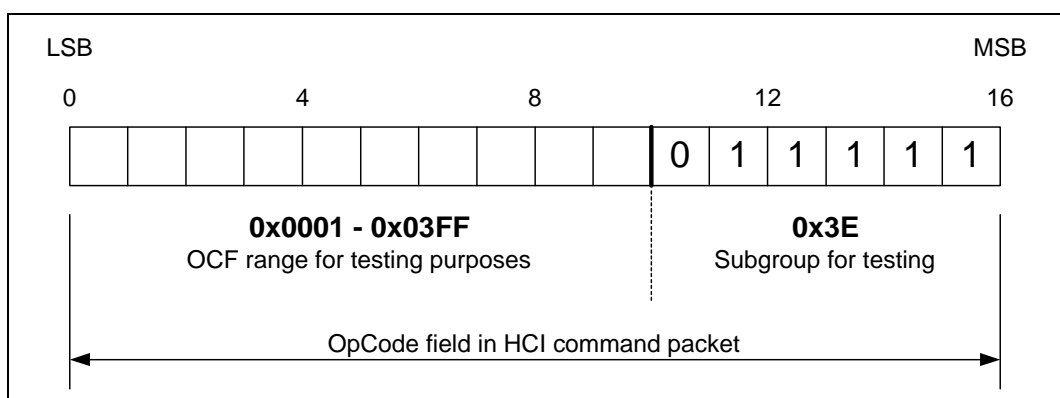 LSB MSB
0 4 8 12 16
0 1 1 1 1 1
0x0001 - 0x03FF 0x3E
OCF range for testing purposes Subgroup for testing
OpCode field in HCI command packet